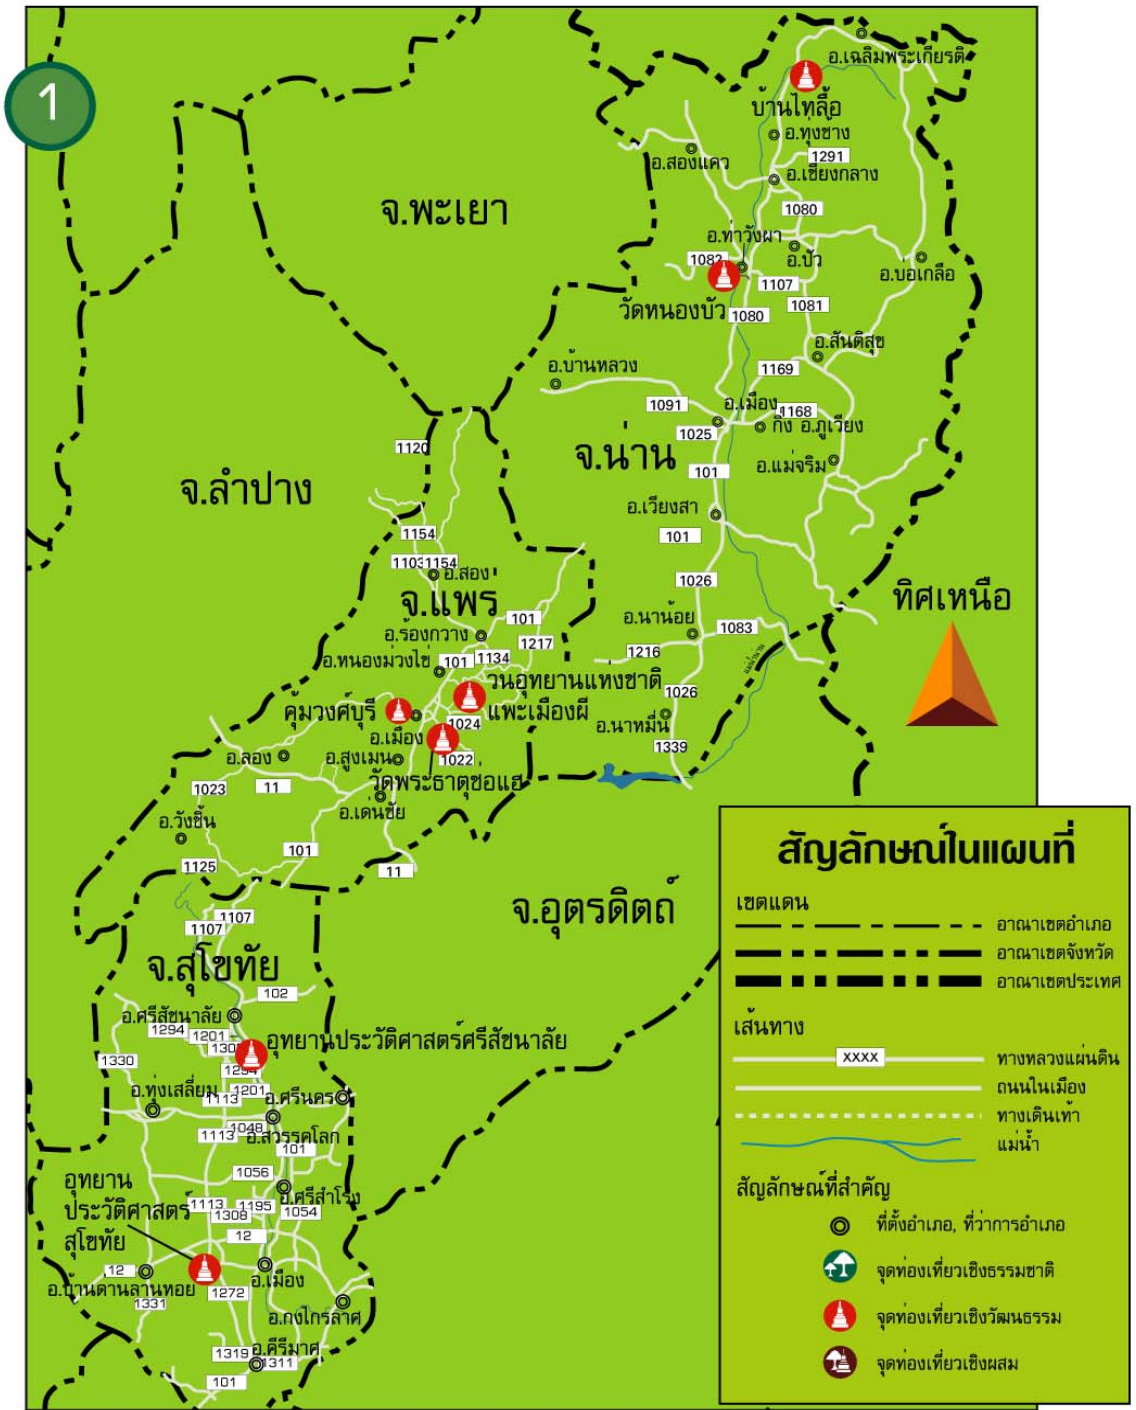 1
อ.เฉลิมพระเกียรติ
บ้านไทลื้อ
อ.ทุ่งช้าง
1291
อ.สองแคว
อ.เชียงกลาง
1080
จ.พะเยา
อ.ท่าวังผา
1082
อ.ปัว
อ.บ่อเกลือ
1107
วัดหนองบัว
1080
1081
อ.สันติสุข
อ.บ้านหลวง
1169
1091
อ.เมือง
1168
1025
กิ่ง อ.ภูเวียง
1120
จ.น่าน
101
อ.แม่จริม
จ.ลำปาง
อ.เวียงสา
1154
101
1103
1154
อ.สอง
1026
จ.แพร่
ทิศเหนือ
101
อ.นาน้อย
1083
อ.ร้องกวาง
1217
1216
อ.หนองม่วงไข่
101
1134
แม่น้ำน่าน
วนอุทยานแห่งชาติ
แพะเมืองผี
1026
คุ้มวงศ์บุรี
1024
อ.นาหมื่น
อ.เมือง
1339
อ.ลอง
อ.สูงเมน
1022
วัดพระธาตุช่อแฮ
1023
11
อ.เด่นชัย
อ.วังชิ้น
101
1125
11
จ.อุตรดิตถ์
1107
1107
จ.สุโขทัย
102
อ.ศรีสัชนาลัย
1294
1201
อุทยานประวัติศาสตร์ศรีสัชนาลัย
1330
1294
อ.ทุ่งเสลี่ยม
1201
อ.ศรีนคร
1113
1048
1113
อ.สวรรคโลก
101
1056
อุทยาน
ประวัติศาสตร์
สุโขทัย
อ.ศรีสำโรง
1113
1195
1308
1054
12
12
อ.เมือง
อ.บ้านด่านลานหอย
1331
1272
อ.กงไกรลาศ
อ.คีรีมาศ
1319
1311
101
สัญลักษณ์ในแผนที่
เขตแดน
อาณาเขตอำเภอ
อาณาเขตจังหวัด
อาณาเขตประเทศ
เส้นทาง
XXXX
ทางหลวงแผ่นดิน
ถนนในเมือง
ทางเดินเท้า
แม่น้ำ
สัญลักษณ์ที่สำคัญ
ที่ตั้งอำเภอ, ที่ว่าการอำเภอ
จุดท่องเที่ยวเชิงธรรมชาติ
จุดท่องเที่ยวเชิงวัฒนธรรม
จุดท่องเที่ยวเชิงผสม